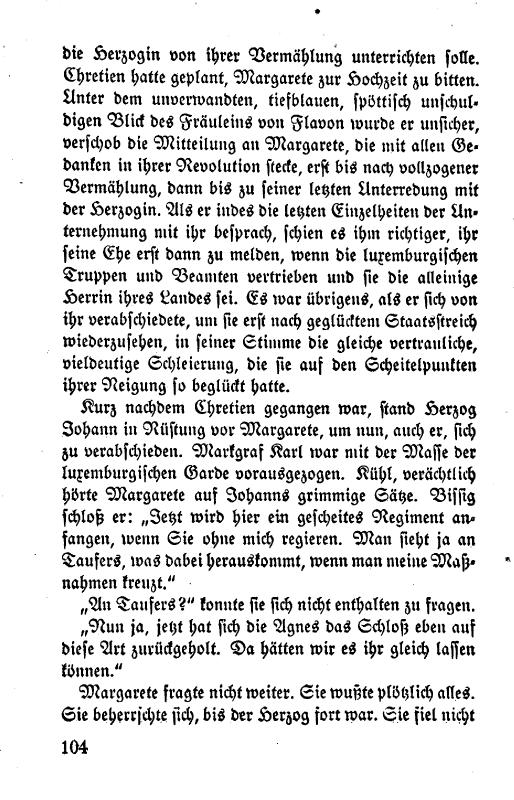 die Herzogin von ihrer Vermählung unterrichten solle.
Chretien hatte geplant, Margarete zur Hochzeit zu bitten.
Unter dem unverwandten, tiefblauen, spöttisch unschul-
digen Blick des Fräuleins von Flavon wurde er unsicher,
verschob die Mitteilung an Margarete, die mit allen Ge-
danken in ihrer Revolution stecke, erst bis nach vollzogener
Vermählung, dann bis zu seiner letzten Unterredung mit
der Herzogin. Als er indes die letzten Einzelheiten der Un-
ternehmung mit ihr besprach, schien es ihm richtiger, ihr
seine Ehe erst dann zu melden, wenn die luxemburgischen
Truppen und Beamten vertrieben und sie die alleinige
Herrin ihres Landes sei. Es war übrigens, als er sich von
ihr verabschiedete, um sie erst nach geglücktem Staatsstreich
wiederzusehen, in seiner Stimme die gleiche vertrauliche,
vieldeutige Schleierung, die sie auf den Scheitelpunkten
ihrer Neigung so beglückt hatte.
Kurz nachdem Chretien gegangen war, stand Herzog
Johann in Rüstung vor Margarete, um nun, auch er, sich
zu verabschieden. Markgraf Karl war mit der Masse der
luxemburgischen Garde vorausgezogen. Kühl, verächtlich
hörte Margarete auf Johanns grimmige Sätze. Bissig
schloß er: „Jetzt wird hier ein gescheites Regiment an-
fangen, wenn Sie ohne mich regieren. Man sieht ja an
Taufers, was dabei herauskommt, wenn man meine Maß-
nahmen kreuzt.“
„An Taufers?“ konnte sie sich nicht enthalten zu fragen.
„Nun ja, jetzt hat sich die Agnes das Schloß eben auf
diese Art zurückgeholt. Da hätten wir es ihr gleich lassen
können.“
Margarete fragte nicht weiter. Sie wußte plötzlich alles.
Sie beherrschte sich, bis der Herzog fort war. Sie fiel nicht
104